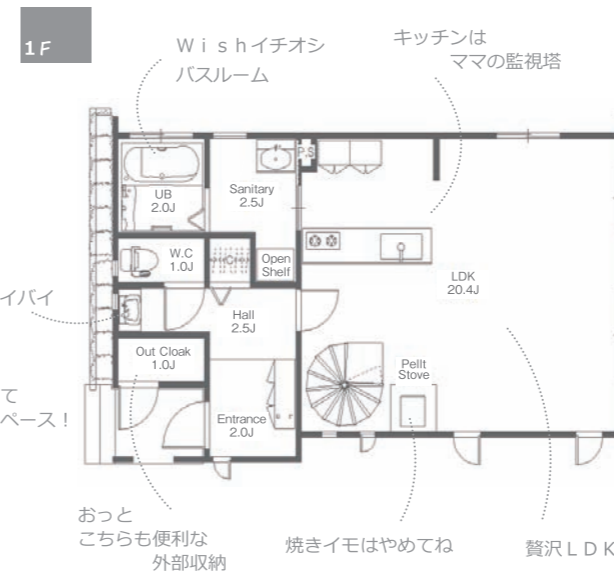 1F
Wishイチオシ
バスルーム
キッチンは
ママの監視塔
P.S
UB
2.0J
Sanitary
2.5J
W.C
1.0J
Open
Shelf
LDK
20.4J
イバイ
Hall
2.5J
Out Cloak
1.0J
Pellt
Stove
て
ペース！
Entrance
2.0J
おっと
こちらも便利な
外部収納
焼きイモはやめてね
贅沢ＬＤＫ